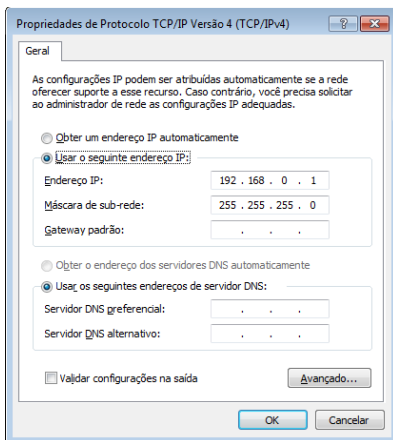 Propriedades de Protocolo TCP/IP Versão 4 (TCP/IPv4)
Geral
As configurações IP podem ser atribuídas automaticamente se a rede
oferecer suporte a esse recurso. Caso contrário, você precisa solicitar
ao administrador de rede as configurações IP adequadas.
Obter um endereço IP automaticamente
Usar o seguinte endereço IP:
Endereço IP: 192 . 168 . 0 . 1
Máscara de sub-rede: 255 . 255 . 255 . 0
Gateway padrão: . . .
Obter o endereço dos servidores DNS automaticamente
Usar os seguintes endereços de servidor DNS:
Servidor DNS preferencial: . . .
Servidor DNS alternativo: . . .
Validar configurações na saída
Avançado...
OK Cancelar